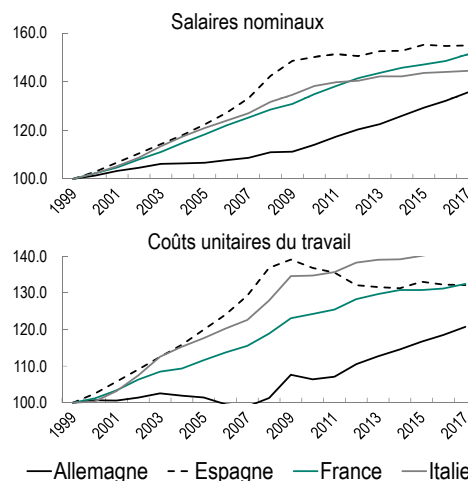 Salaires nominaux
160.0
140.0
120.0
100.0
1999 2001 2003 2005 2007 2009 2011 2013 2015 2017
Coûts unitaires du travail
140.0
130.0
120.0
110.0
100.0
1999 2001 2003 2005 2007 2009 2011 2013 2015 2017
Allemagne Espagne France Italie